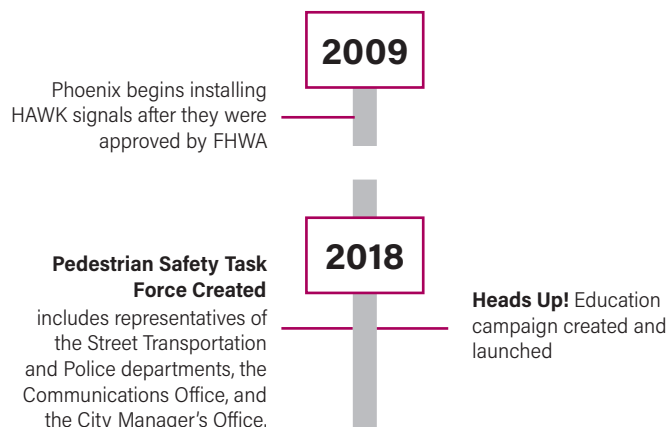 2009
Phoenix begins installing
HAWK signals after they were
approved by FHWA
2018
Pedestrian Safety Task
Force Created
includes representatives of
the Street Transportation
and Police departments, the
Communications Office, and
the City Manager’s Office.
Heads Up! Education
campaign created and
launched